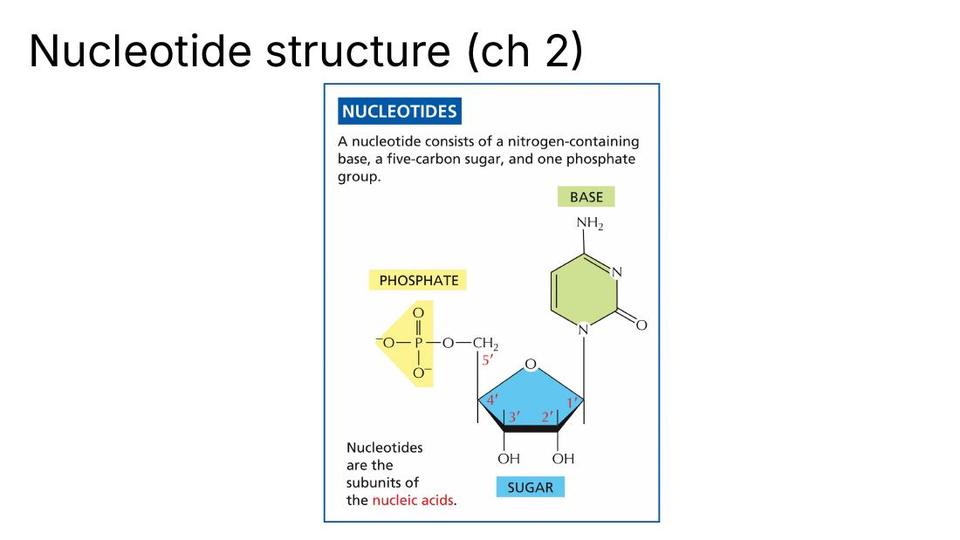 Nucleotide structure (ch 2)
NUCLEOTIDES
A nucleotide consists of a nitrogen-containing
base, a five-carbon sugar, and one phosphate
group.
BASE
NH₂
N
O
N
PHOSPHATE
O
⁻O—P—O—CH₂
O⁻
5′
O
4′
1′
3′
2′
OH
OH
SUGAR
Nucleotides
are the
subunits of
the nucleic acids.